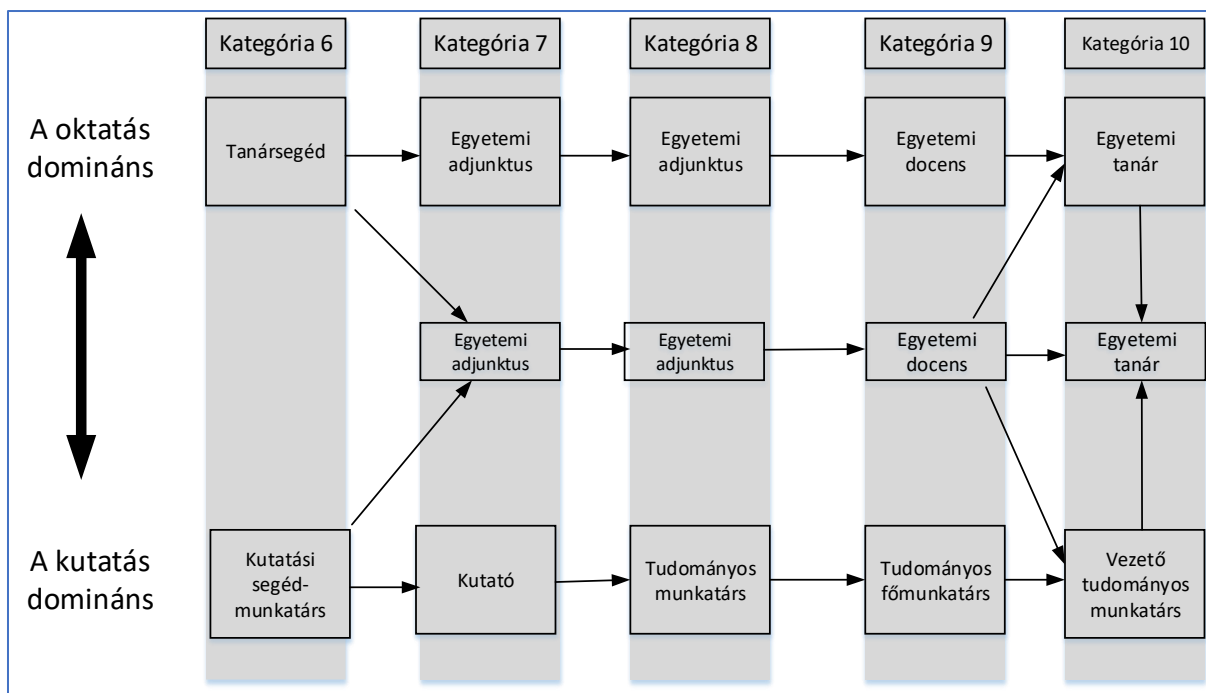 Kategória 6
Kategória 7
Kategória 8
Kategória 9
Kategória 10
A oktatás
domináns
Tanársegéd
Egyetemi
adjunktus
Egyetemi
adjunktus
Egyetemi
docens
Egyetemi
tanár
Egyetemi
adjunktus
Egyetemi
adjunktus
Egyetemi
docens
Egyetemi
tanár
A kutatás
domináns
Kutatási
segéd-
munkatárs
Kutató
Tudományos
munkatárs
Tudományos
főmunkatárs
Vezető
tudományos
munkatárs